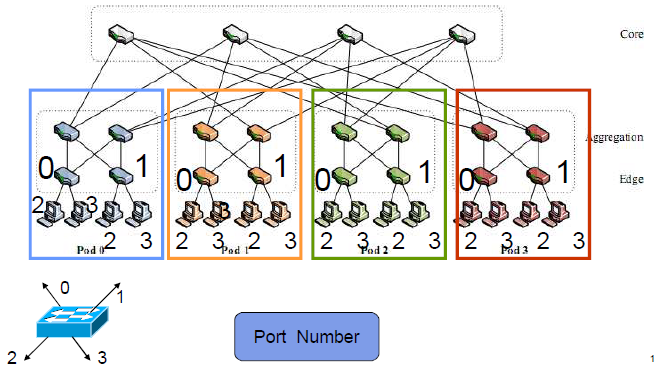 Core
Aggregation
0 1 0 1 0 1 0 1
Edge
2 3 2 3 2 3 2 3 2 3 2 3 2 3 2 3
Pod 0 Pod 1 Pod 2 Pod 3
0
1
2 3
Port Number
1